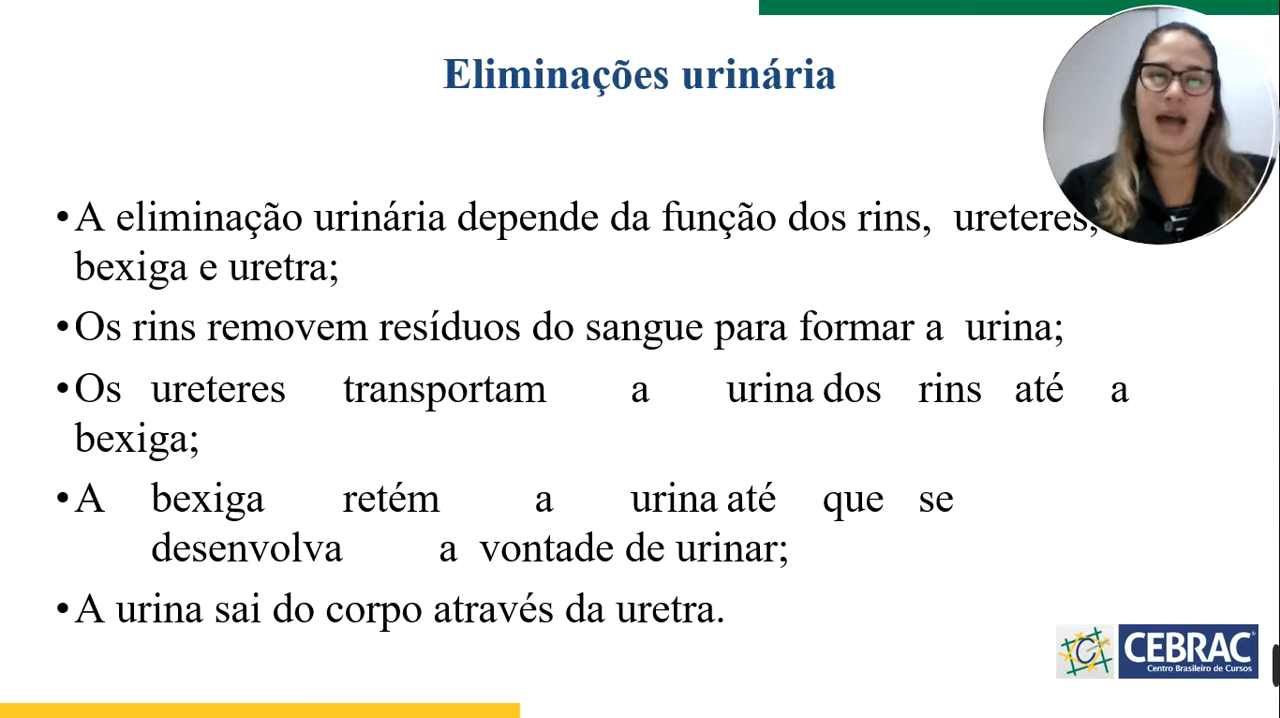 Eliminações urinária
•A eliminação urinária depende da função dos rins, ureteres,
bexiga e uretra;
•Os rins removem resíduos do sangue para formar a urina;
•Os ureteres transportam a urina dos rins até a
bexiga;
•A bexiga retém a urina até que se
desenvolva a vontade de urinar;
•A urina sai do corpo através da uretra.
CEBRAC
Centro Brasileiro de Cursos